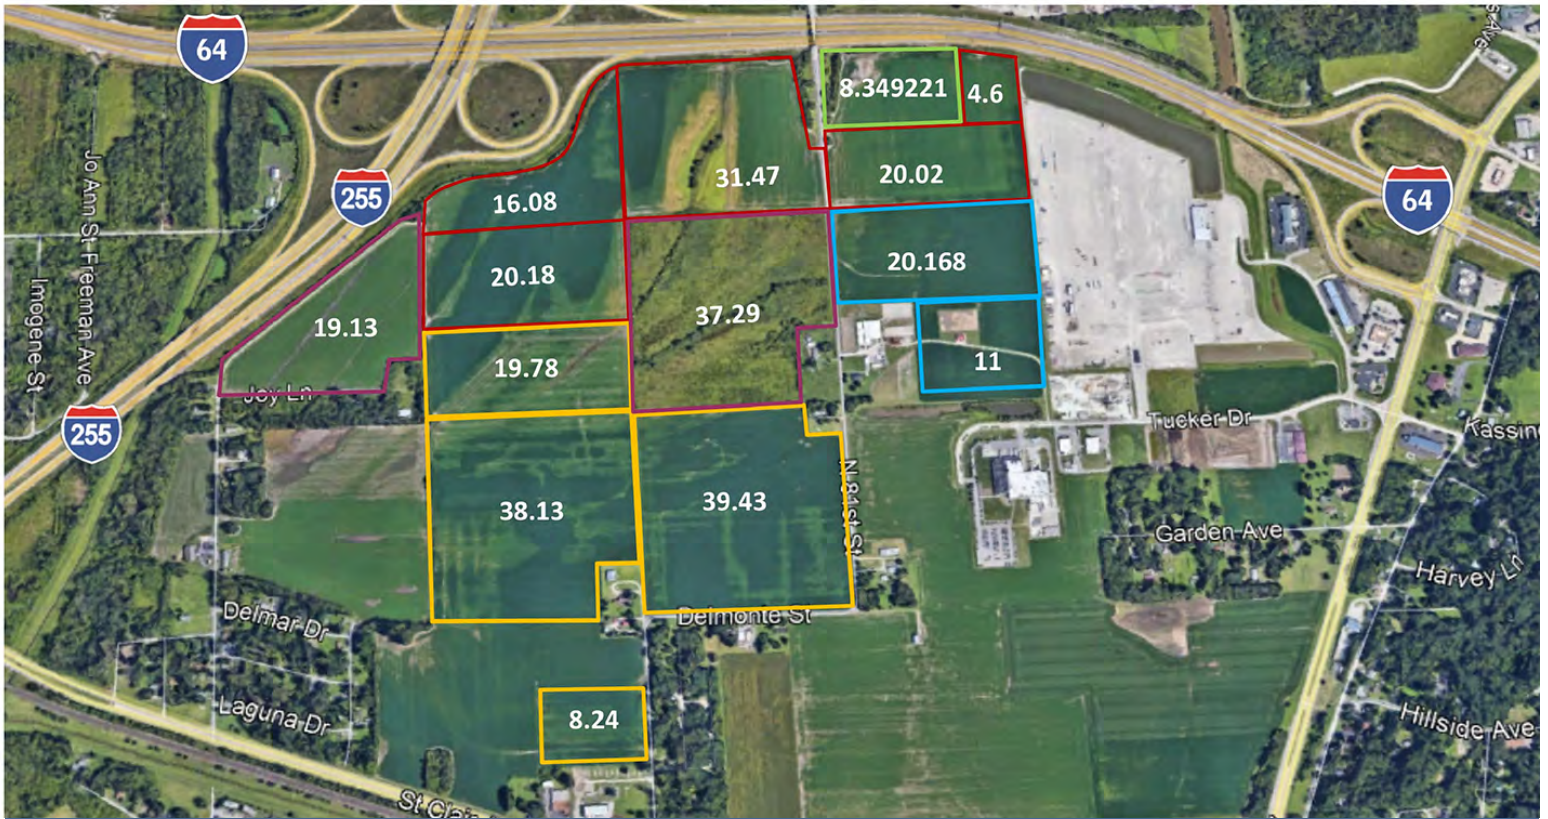 64
s Ave
8.349221
4.6
Jo Ann St
Freeman Ave
255
31.47
20.02
64
16.08
20.168
20.18
Imogene St
19.13
37.29
11
19.78
Joy Ln
255
Tucker Dr
N 81st St
38.13
39.43
Garden Ave
Harvey Ln
Delmar Dr
Delmonte St
Laguna Dr
8.24
Hillside Ave
St Clai